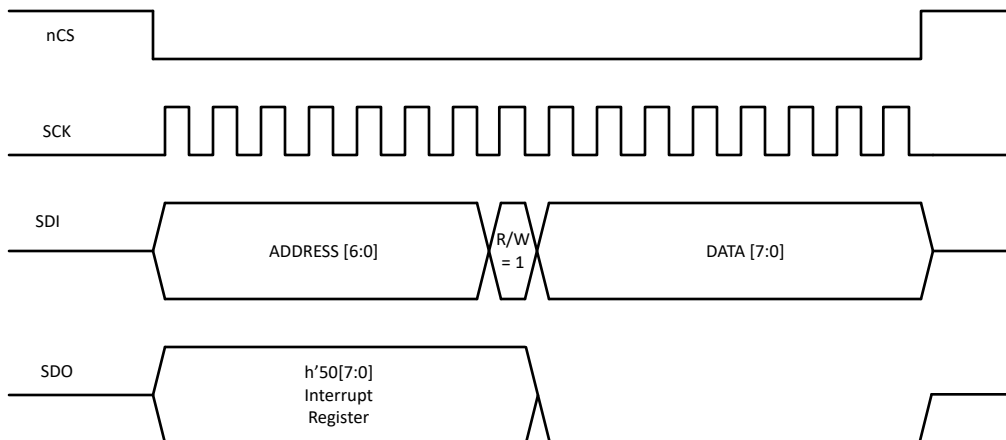 nCS
SCK
SDI
ADDRESS [6:0]
R/W
= 1
DATA [7:0]
SDO
h’50[7:0]
Interrupt
Register